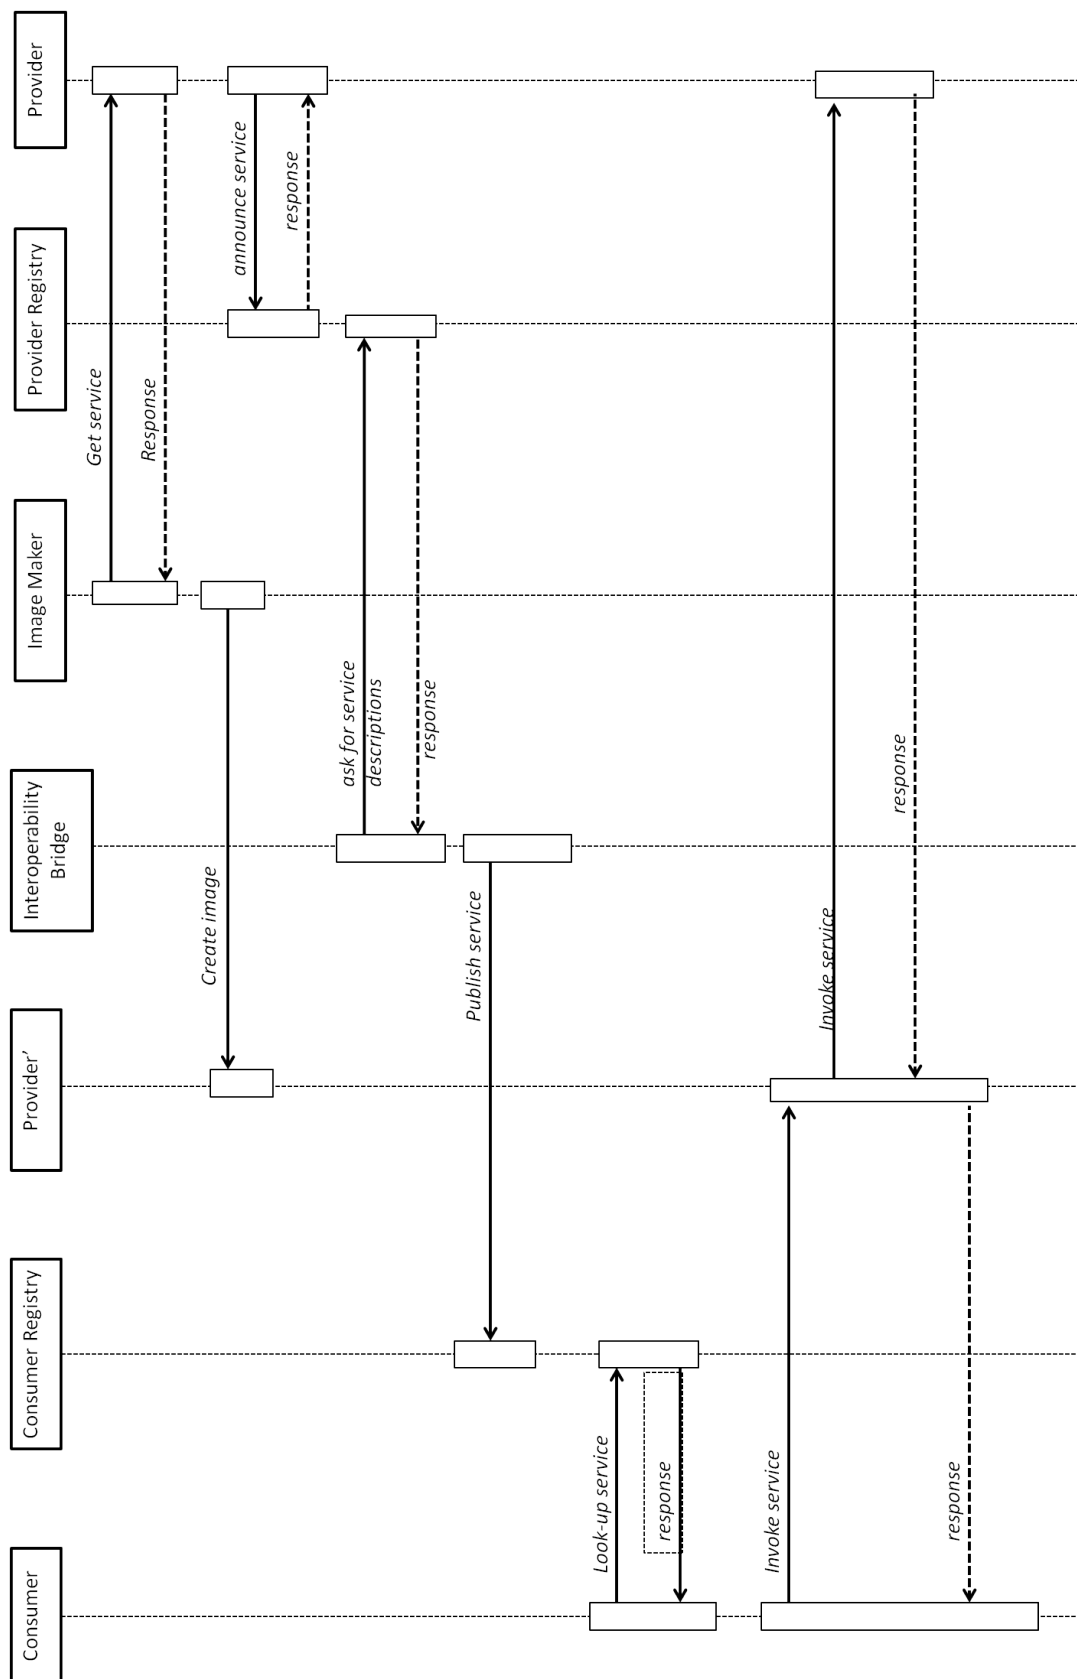 Consumer
Consumer Registry
Provider’
Interoperability
Bridge
Image Maker
Provider Registry
Provider
Get service
Response
Create image
announce service
response
ask for service
descriptions
response
Publish service
Look-up service
response
Invoke service
Invoke service
response
response